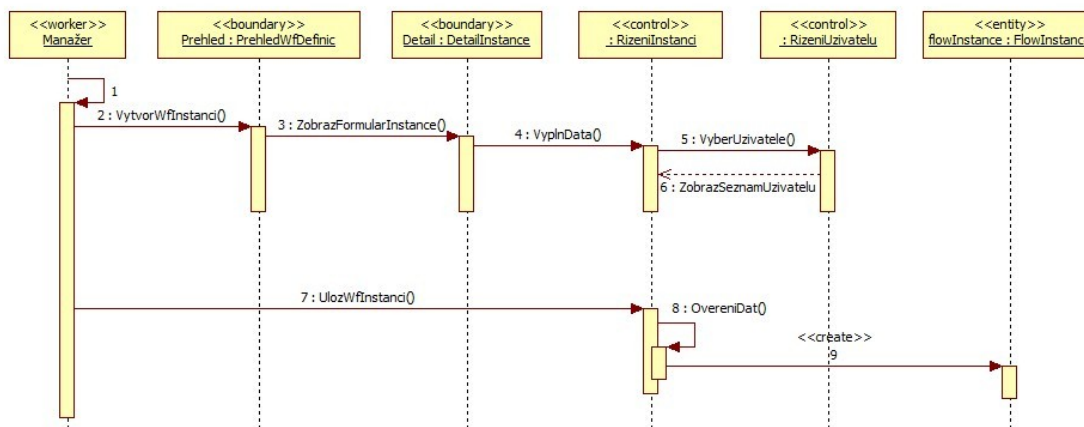 <<worker>>
Manažer
<<boundary>>
Prehled : PrehledWfDefinic
<<boundary>>
Detail : DetailInstance
<<control>>
: RizeniInstanci
<<control>>
: RizeniUzivatelu
<<entity>>
flowInstance : FlowInstanc
1
2 : VytvorWfInstanci()
3 : ZobrazFormularInstance()
4 : VyplnData()
5 : VyberUzivatele()
6 : ZobrazSeznamUzivatelu
7 : UlozWfInstanci()
8 : OvereniDat()
<<create>>
9